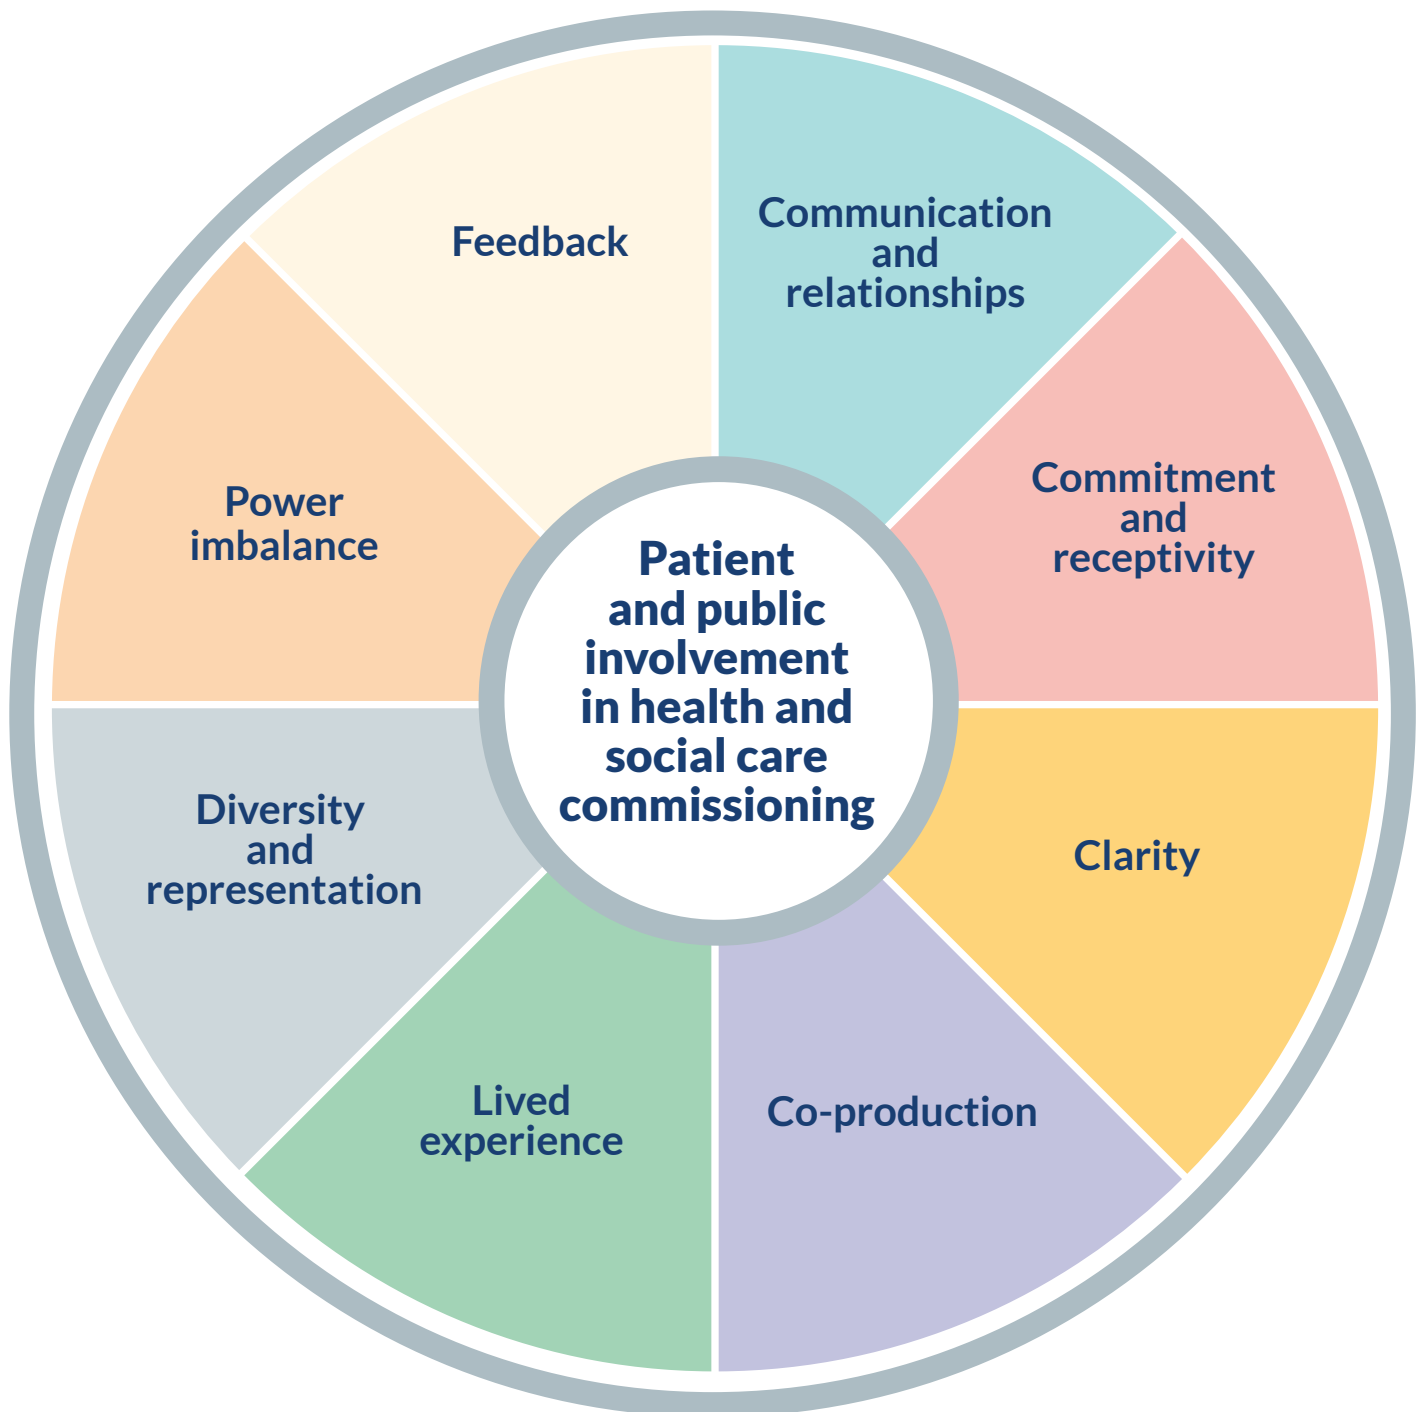 Feedback
Communication
and
relationships
Commitment
and
receptivity
Clarity
Co-production
Lived
experience
Diversity
and
representation
Power
imbalance
Patient
and public
involvement
in health and
social care
commissioning